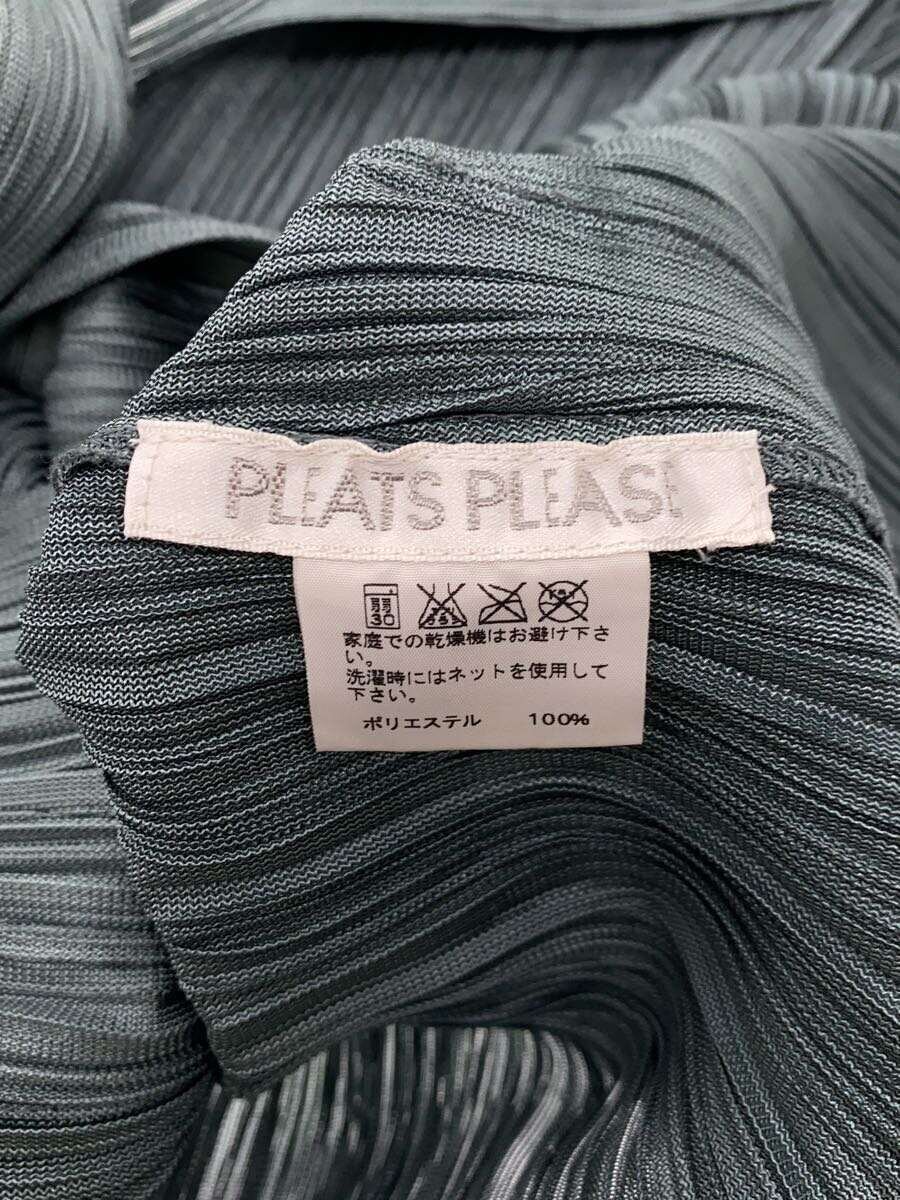 PLEATS PLEASE
弱
30
家庭での乾燥機はお避け下さ
い。
洗濯時にはネットを使用して
下さい。
ポリエステル 100%